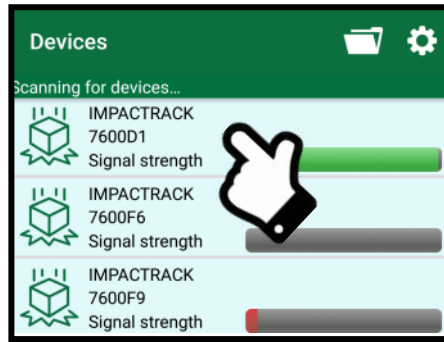 Devices
Scanning for devices...
IMPACTRACK
7600D1
Signal strength
IMPACTRACK
7600F6
Signal strength
IMPACTRACK
7600F9
Signal strength